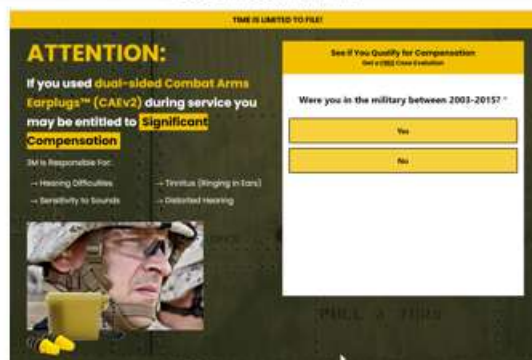 TIME IS LIMITED TO FILE!
ATTENTION:
If you used dual-sided Combat Arms
Earplugs™ (CAEv2) during service you
may be entitled to Significant
Compensation
3M Is Responsible For:
→ Hearing Difficulties
→ Tinnitus (Ringing in Ears)
→ Sensitivity to Sounds
→ Distorted Hearing
See if You Qualify for Compensation
Get a FREE Case Evaluation
Were you in the military between 2003-2015? *
Yes
No